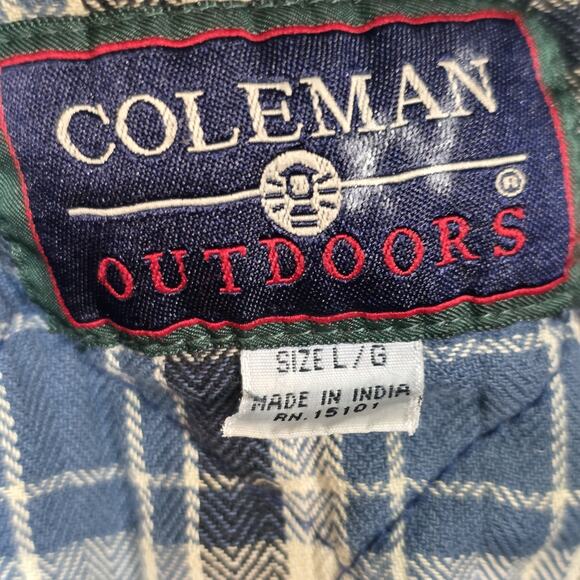 COLEMAN
®
OUTDOORS
SIZE L/G
MADE IN INDIA
RN.15101